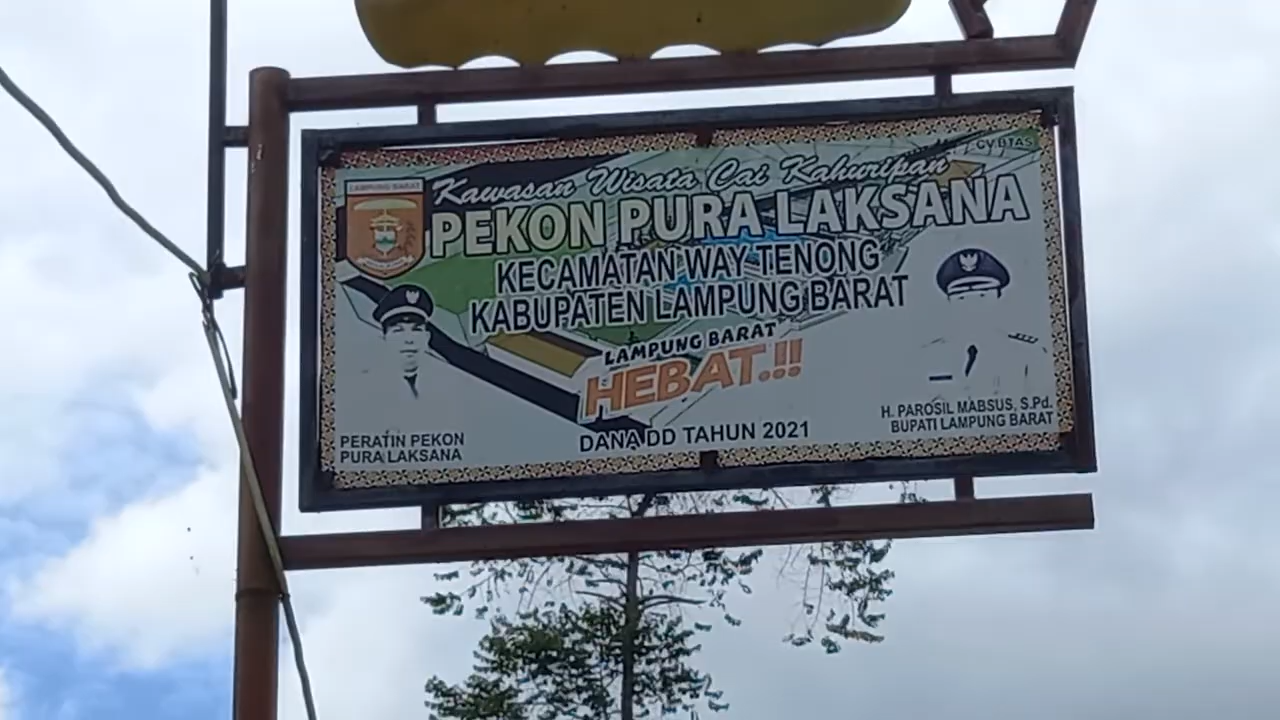 CV.BTAS
LAMPUNG BARAT
Kawasan Wisata Cai Kahuripan
PEKON PURA LAKSANA
KECAMATAN WAY TENONG
KABUPATEN LAMPUNG BARAT
LAMPUNG BARAT
HEBAT.!!
PERATIN PEKON
PURA LAKSANA
DANA DD TAHUN 2021
H. PAROSIL MABSUS, S.Pd.
BUPATI LAMPUNG BARAT